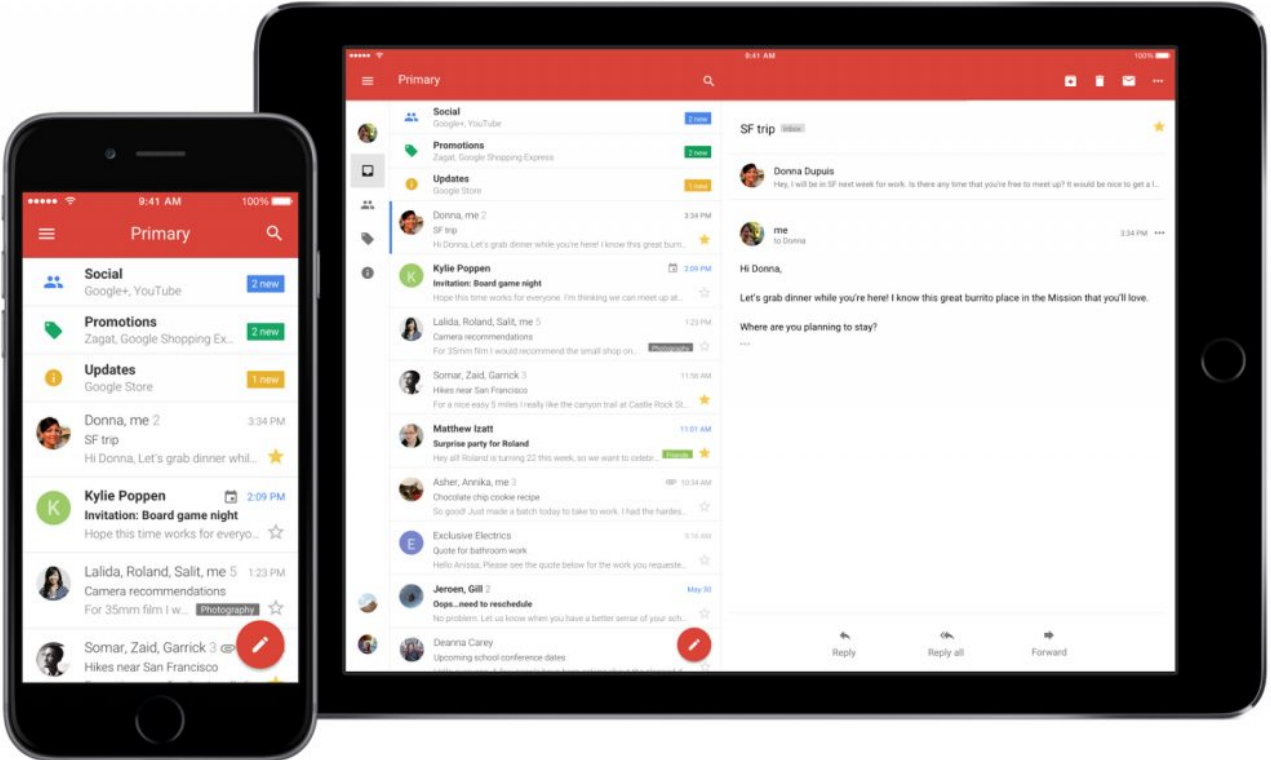 9:41 AM
100%
Primary
Social
Google+, YouTube
2 new
Promotions
Zagat, Google Shopping Ex...
2 new
Updates
Google Store
1 new
Donna, me 2
3:34 PM
SF trip
Hi Donna, Let's grab dinner whil...
K
Kylie Poppen
2:09 PM
Invitation: Board game night
Hope this time works for everyo...
Lalida, Roland, Salit, me 5
1:23 PM
Camera recommendations
For 35mm film I w...
Photography
Somar, Zaid, Garrick 3
Hikes near San Francisco
9:41 AM
100%
Primary
Social
Google+, YouTube
2 new
Promotions
Zagat, Google Shopping Express
2 new
Updates
Google Store
1 new
Donna, me 2
3:34 PM
SF trip
Hi Donna, Let's grab dinner while you're here! I know this great burri...
K
Kylie Poppen
2:09 PM
Invitation: Board game night
Hope this time works for everyone. I'm thinking we can meet up at...
Lalida, Roland, Salit, me 5
1:23 PM
Camera recommendations
For 35mm film I would recommend the small shop on...
Photography
Somar, Zaid, Garrick 3
11:56 AM
Hikes near San Francisco
For a nice easy 5 miles I really like the canyon trail at Castle Rock St...
Matthew Izatt
11:01 AM
Surprise party for Roland
Hey all! Roland is turning 22 this week, so we want to celebr...
Friends
Asher, Annika, me 3
10:34 AM
Chocolate chip cookie recipe
So good! Just made a batch today to take to work. I had the hardes...
E
Exclusive Electrics
9:16 AM
Quote for bathroom work
Hello Anissa, Please see the quote below for the work you requeste...
Jeroen, Gill 2
May 30
Oops...need to reschedule
No problem. Let us know when you have a better sense of your sch...
Deanna Carey
Upcoming school conference dates
SF trip
Inbox
Donna Dupuis
Hey, I will be in SF next week for work. Is there any time that you're free to meet up? It would be nice to get a l...
me
to Donna
3:34 PM
Hi Donna,
Let's grab dinner while you're here! I know this great burrito place in the Mission that you'll love.
Where are you planning to stay?
Reply
Reply all
Forward